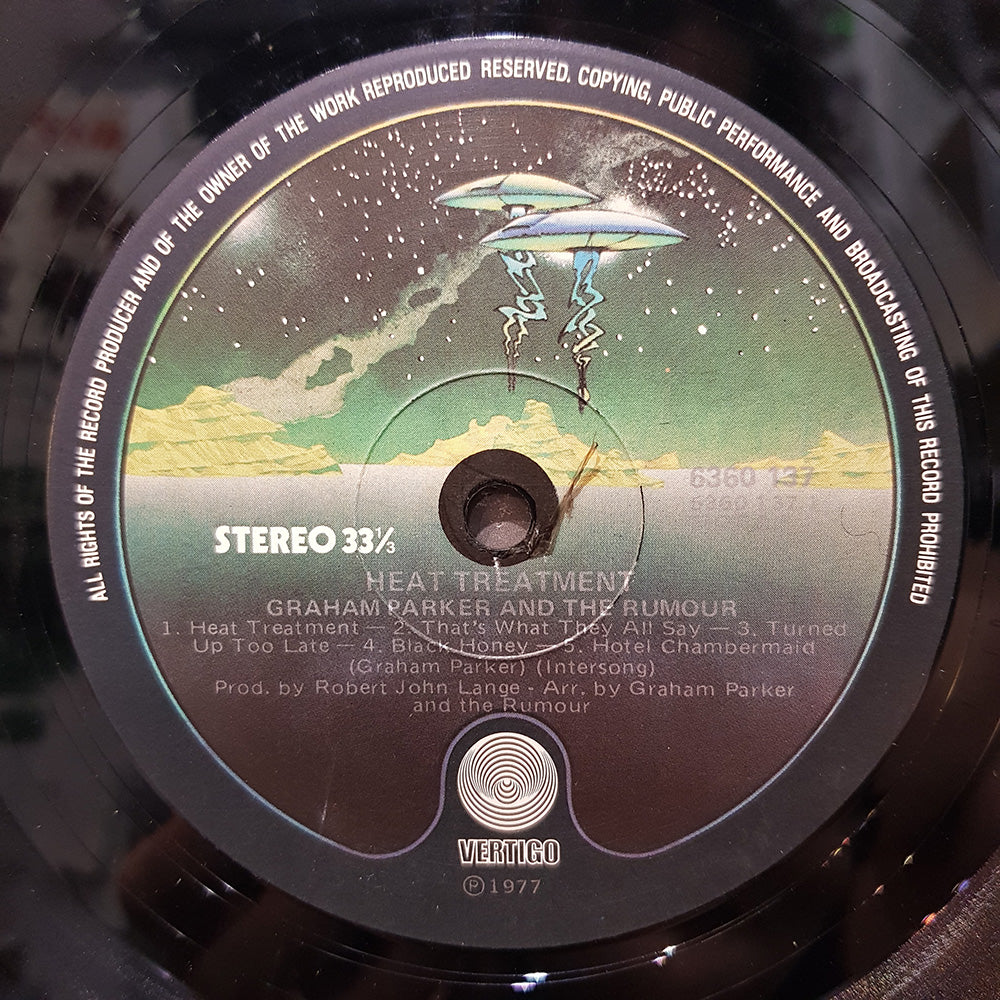 ALL RIGHTS OF THE RECORD PRODUCER AND OF THE OWNER OF THE WORK REPRODUCED RESERVED. COPYING, PUBLIC PERFORMANCE AND BROADCASTING OF THIS RECORD PROHIBITED
6360 137
STEREO 33⅓
HEAT TREATMENT
GRAHAM PARKER AND THE RUMOUR
1. Heat Treatment — 2. That's What They All Say — 3. Turned
Up Too Late — 4. Black Honey — 5. Hotel Chambermaid
(Graham Parker) (Intersong)
Prod. by Robert John Lange - Arr. by Graham Parker
and the Rumour
VERTIGO
Ⓟ 1977